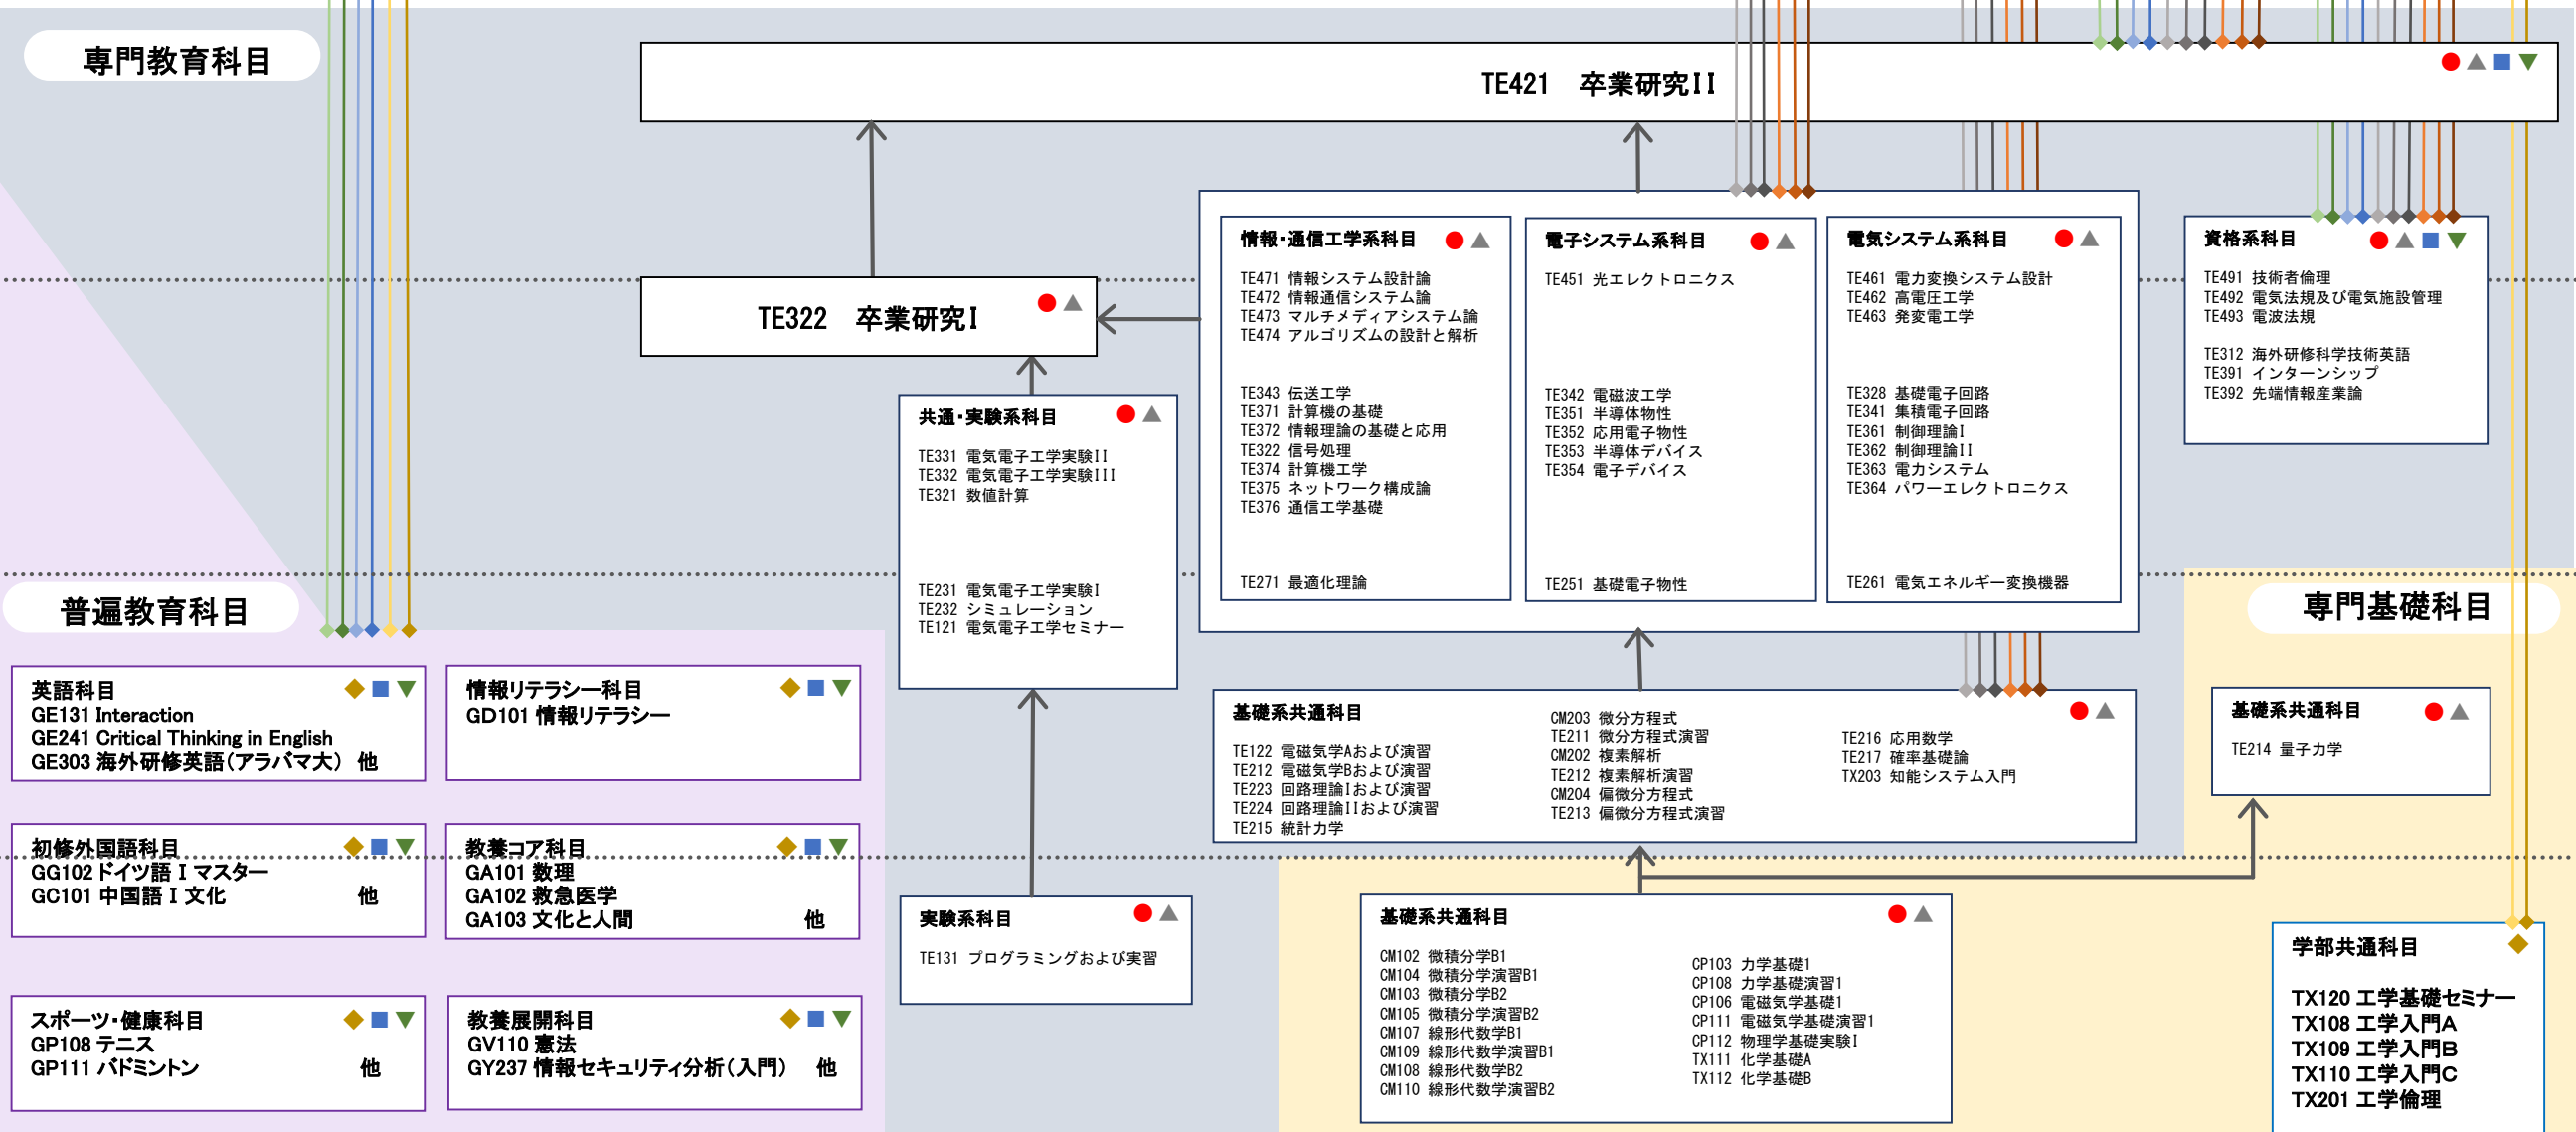 専門教育科目
TE421 卒業研究II
TE322 卒業研究I
情報・通信工学系科目
TE471 情報システム設計論
TE472 情報通信システム論
TE473 マルチメディアシステム論
TE474 アルゴリズムの設計と解析
TE343 伝送工学
TE371 計算機の基礎
TE372 情報理論の基礎と応用
TE322 信号処理
TE374 計算機工学
TE375 ネットワーク構成論
TE376 通信工学基礎
TE271 最適化理論
電子システム系科目
TE451 光エレクトロニクス
TE342 電磁波工学
TE351 半導体物性
TE352 応用電子物性
TE353 半導体デバイス
TE354 電子デバイス
TE251 基礎電子物性
電気システム系科目
TE461 電力変換システム設計
TE462 高電圧工学
TE463 発変電工学
TE328 基礎電子回路
TE341 集積電子回路
TE361 制御理論I
TE362 制御理論II
TE363 電力システム
TE364 パワーエレクトロニクス
TE261 電気エネルギー変換機器
資格系科目
TE491 技術者倫理
TE492 電気法規及び電気施設管理
TE493 電波法規
TE312 海外研修科学技術英語
TE391 インターンシップ
TE392 先端情報産業論
共通・実験系科目
TE331 電気電子工学実験II
TE332 電気電子工学実験III
TE321 数値計算
TE231 電気電子工学実験I
TE232 シミュレーション
TE121 電気電子工学セミナー
普遍教育科目
英語科目
GE131 Interaction
GE241 Critical Thinking in English
GE303 海外研修英語(アラバマ大) 他
情報リテラシー科目
GD101 情報リテラシー
初修外国語科目
GG102 ドイツ語 I マスター
GC101 中国語 I 文化 他
教養コア科目
GA101 数理
GA102 救急医学
GA103 文化と人間 他
スポーツ・健康科目
GP108 テニス
GP111 バドミントン 他
教養展開科目
GV110 憲法
GY237 情報セキュリティ分析(入門) 他
専門基礎科目
基礎系共通科目
TE122 電磁気学Aおよび演習
TE212 電磁気学Bおよび演習
TE223 回路理論Iおよび演習
TE224 回路理論IIおよび演習
TE215 統計力学
CM203 微分方程式
TE211 微分方程式演習
CM202 複素解析
TE212 複素解析演習
CM204 偏微分方程式
TE213 偏微分方程式演習
TE216 応用数学
TE217 確率基礎論
TX203 知能システム入門
基礎系共通科目
TE214 量子力学
実験系科目
TE131 プログラミングおよび実習
基礎系共通科目
CM102 微積分学B1
CM104 微積分学演習B1
CM103 微積分学B2
CM105 微積分学演習B2
CM107 線形代数学B1
CM109 線形代数学演習B1
CM108 線形代数学B2
CM110 線形代数学演習B2
CP103 力学基礎1
CP108 力学基礎演習1
CP106 電磁気学基礎1
CP111 電磁気学基礎演習1
CP112 物理学基礎実験I
TX111 化学基礎A
TX112 化学基礎B
学部共通科目
TX120 工学基礎セミナー
TX108 工学入門A
TX109 工学入門B
TX110 工学入門C
TX201 工学倫理